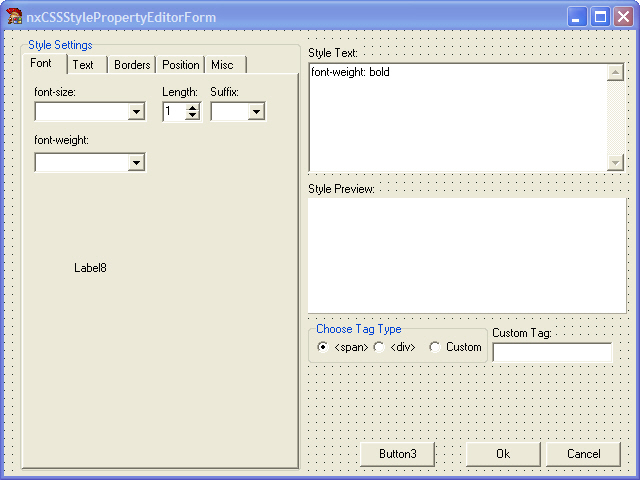 nxCSSStylePropertyEditorForm
Style Settings
Font Text Borders Position Misc
font-size: Length: Suffix:
1
font-weight:
Label8
Style Text:
font-weight: bold
Style Preview:
Choose Tag Type
<span> <div> Custom
Custom Tag:
Button3 Ok Cancel